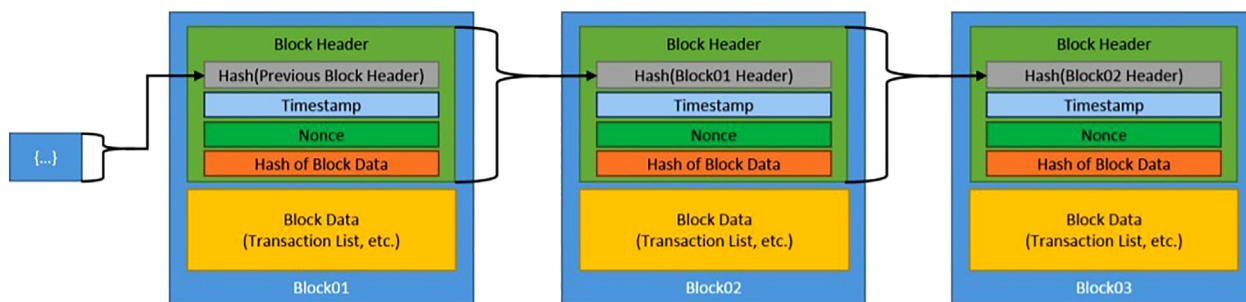 {...}
Block Header
Hash(Previous Block Header)
Timestamp
Nonce
Hash of Block Data
Block Data
(Transaction List, etc.)
Block01
Block Header
Hash(Block01 Header)
Timestamp
Nonce
Hash of Block Data
Block Data
(Transaction List, etc.)
Block02
Block Header
Hash(Block02 Header)
Timestamp
Nonce
Hash of Block Data
Block Data
(Transaction List, etc.)
Block03